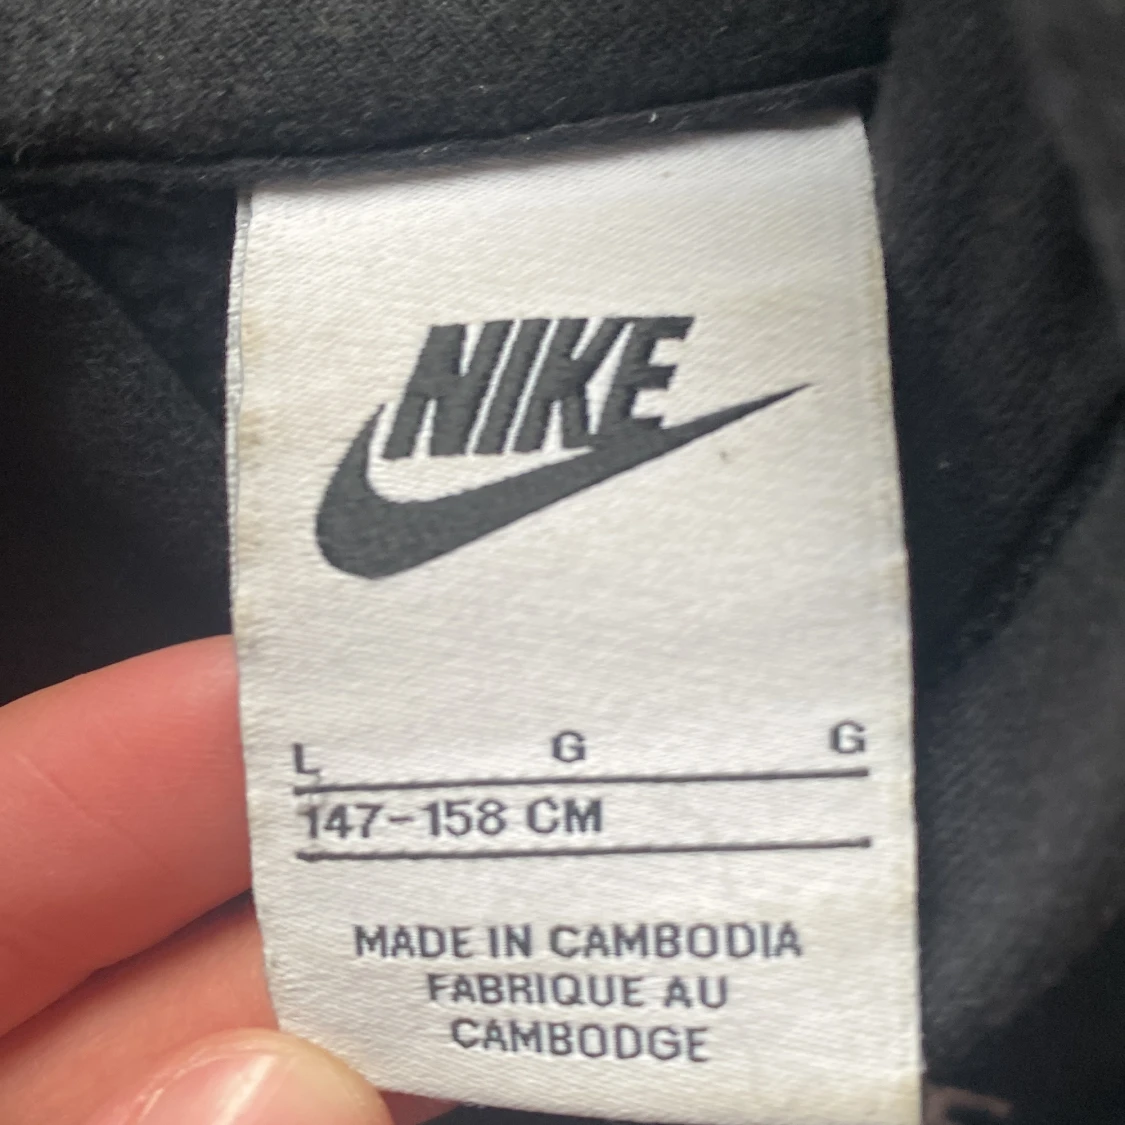 NIKE
L G G
147-158 CM
MADE IN CAMBODIA
FABRIQUE AU
CAMBODGE